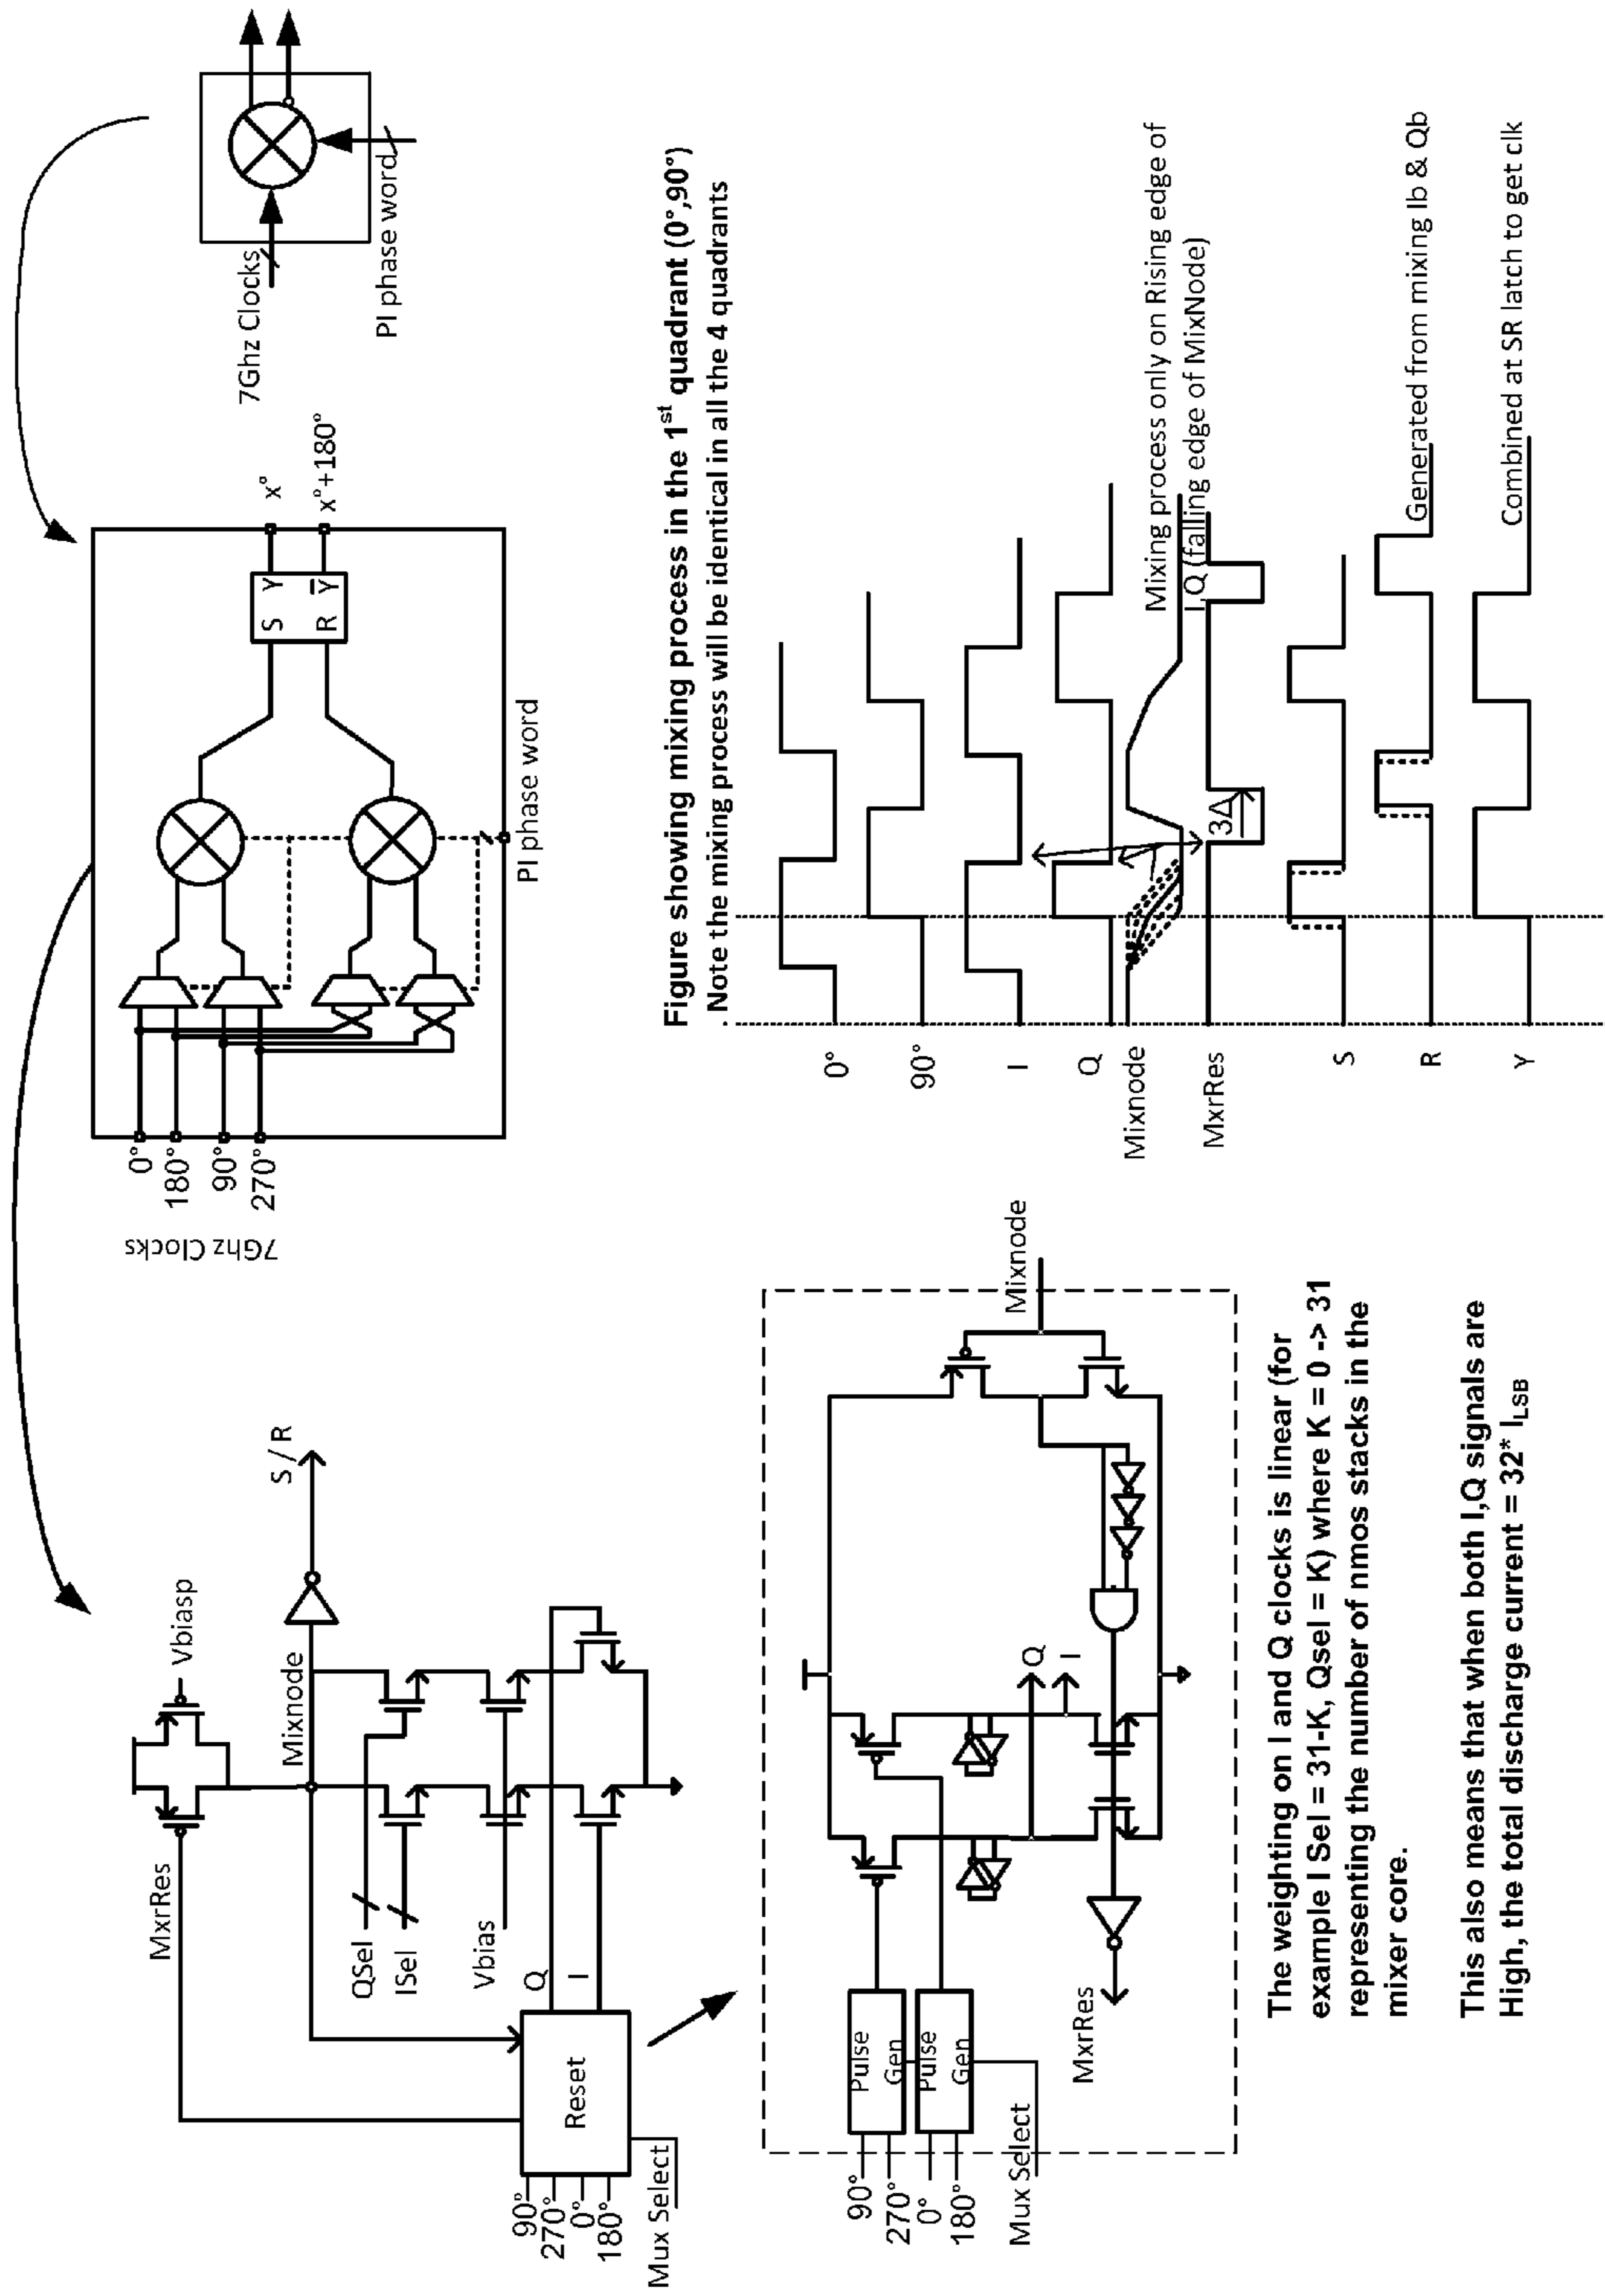 7Ghz Clocks
PI phase word
7Ghz Clocks
0°
180°
90°
270°
S Y
R Y̅
x°
x°+180°
PI phase word
MxrRes
Vbiasp
Mixnode
S / R
QSel
ISel
Vbias
Q
I
Reset
90°
270°
0°
180°
Mux Select
Figure showing mixing process in the 1st quadrant (0°,90°)
Note the mixing process will be identical in all the 4 quadrants
0°
90°
I
Q
Mixnode
Mixing process only on Rising edge of
I,Q (falling edge of MixNode)
MxrRes
3Δ
S
R
Generated from mixing Ib & Qb
Y
Combined at SR latch to get clk
90°
270°
0°
180°
Pulse
Gen
Pulse
Gen
Mux Select
MxrRes
Q
I
Mixnode
The weighting on I and Q clocks is linear (for
example I Sel = 31-K, Qsel = K) where K = 0 -> 31
representing the number of nmos stacks in the
mixer core.
This also means that when both I,Q signals are
High, the total discharge current = 32* ILSB